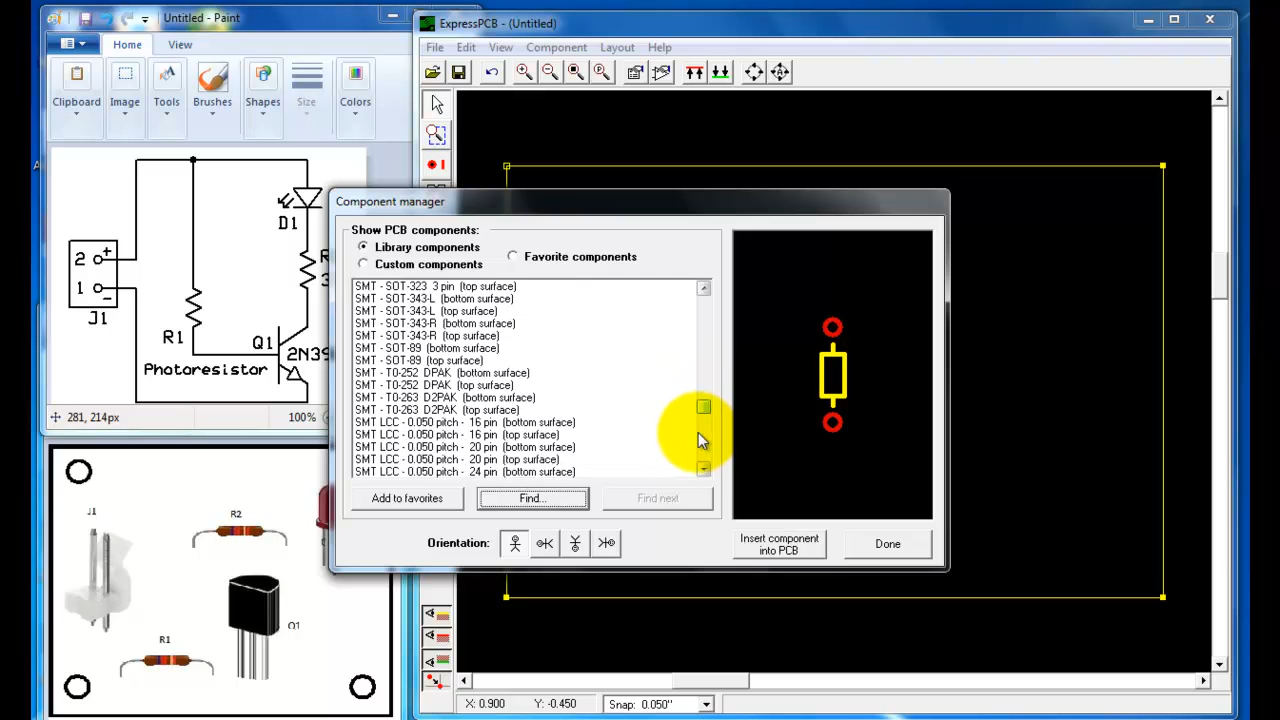 Untitled - Paint
Home
View
Clipboard
Image
Tools
Brushes
Shapes
Size
Colors
2
+
1
−
J1
D1
R1
Q1
Photoresistor
281, 214px
100%
J1
R2
R1
Q1
ExpressPCB - (Untitled)
File Edit View Component Layout Help
Component manager
Show PCB components:
Library components
Favorite components
Custom components
SMT - SOT-323 3 pin (top surface)
SMT - SOT-343-L (bottom surface)
SMT - SOT-343-L (top surface)
SMT - SOT-343-R (bottom surface)
SMT - SOT-343-R (top surface)
SMT - SOT-89 (bottom surface)
SMT - SOT-89 (top surface)
SMT - T0-252 DPAK (bottom surface)
SMT - T0-252 DPAK (top surface)
SMT - T0-263 D2PAK (bottom surface)
SMT - T0-263 D2PAK (top surface)
SMT LCC - 0.050 pitch - 16 pin (bottom surface)
SMT LCC - 0.050 pitch - 16 pin (top surface)
SMT LCC - 0.050 pitch - 20 pin (bottom surface)
SMT LCC - 0.050 pitch - 20 pin (top surface)
SMT LCC - 0.050 pitch - 24 pin (bottom surface)
Add to favorites
Find...
Find next
Orientation:
Insert component
into PCB
Done
X: 0.900
Y: -0.450
Snap: 0.050"